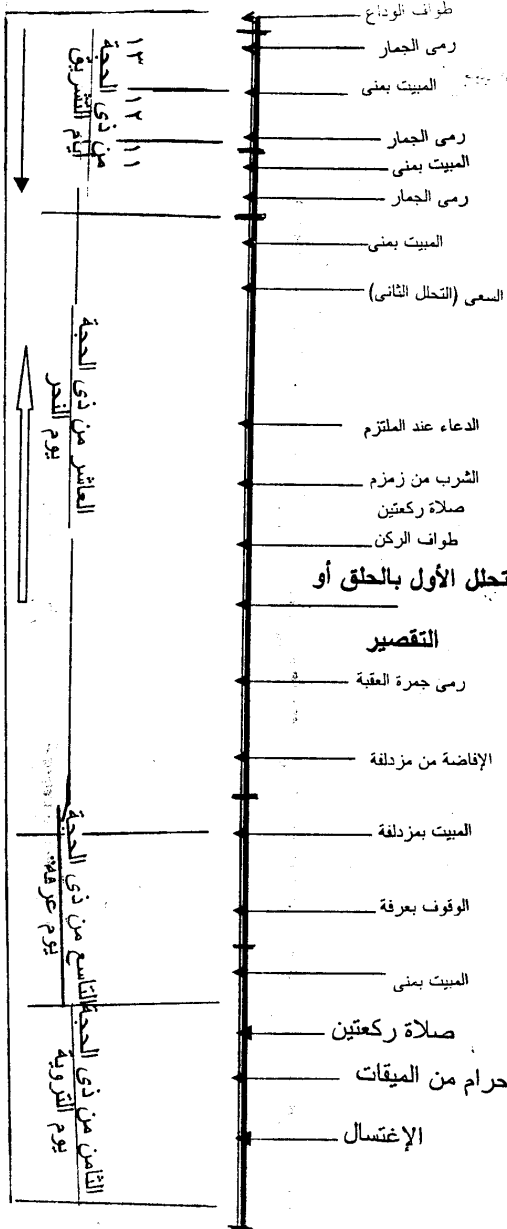 طواف الوداع
رمى الجمار
المبيت بمنى
رمى الجمار
المبيت بمنى
رمى الجمار
المبيت بمنى
السعى (التحلل الثانى)
الدعاء عند الملتزم
الشرب من زمزم
صلاة ركعتين
طواف الركن
تحلل الأول بالحلق أو
التقصير
رمى جمرة العقبة
الإفاضة من مزدلفة
المبيت بمزدلفة
الوقوف بعرفة
المبيت بمنى
صلاة ركعتين
حرام من الميقات
الإغتسال
١٣ ١٢ ١١
من ذى الحجة
أيام التشريق
العاشر من ذى الحجة
يوم النحر
التاسع من ذى الحجة
يوم عرفة
الثامن من ذى الحجة
يوم التروية